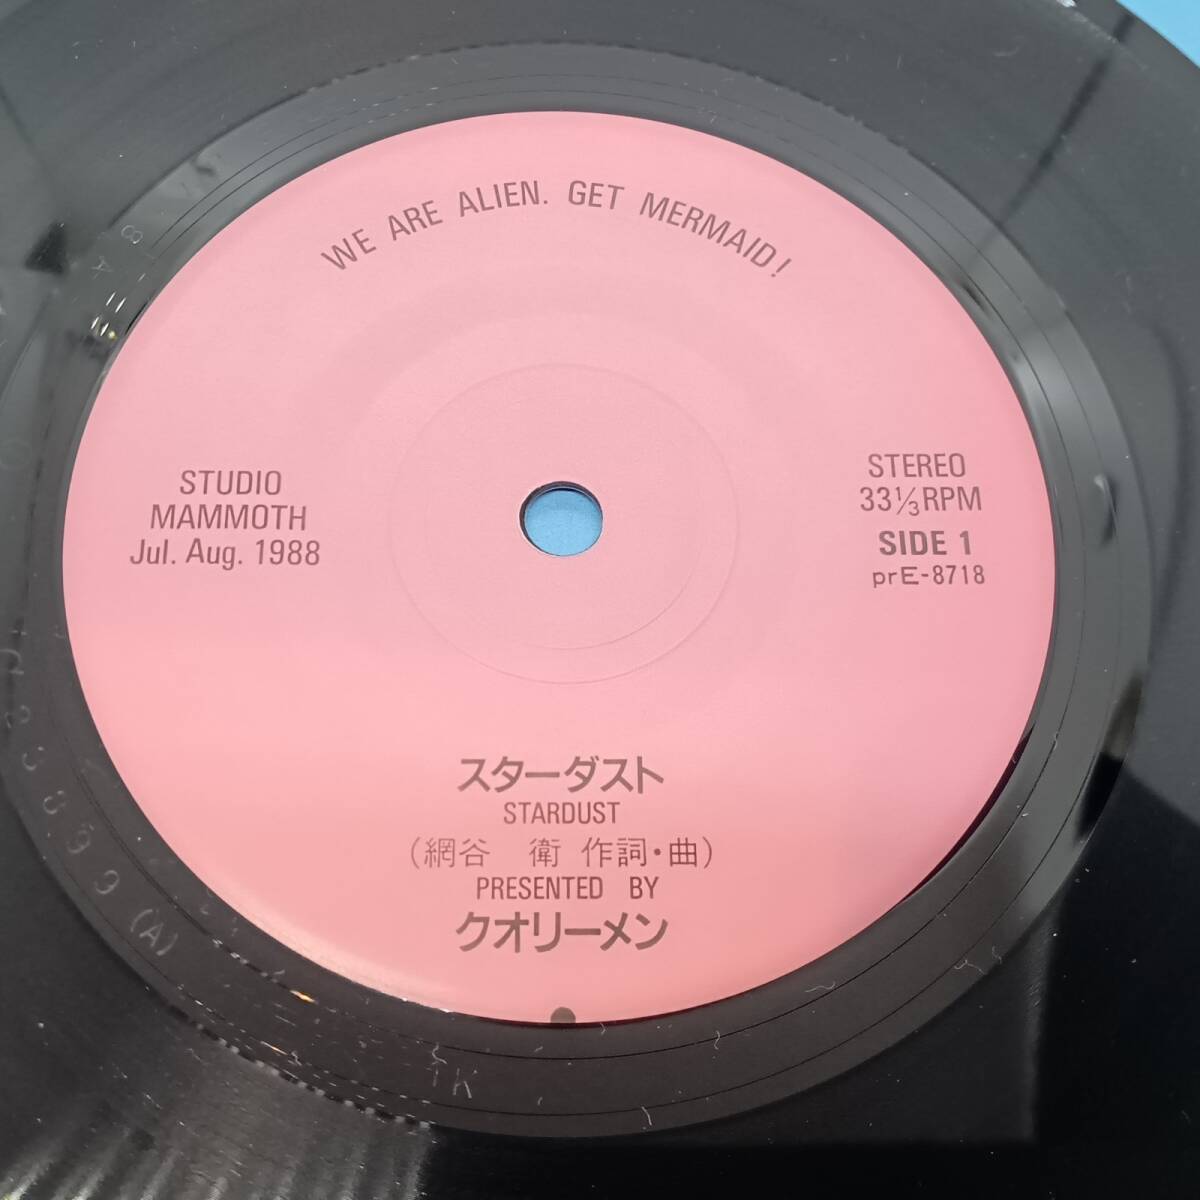 WE ARE ALIEN. GET MERMAID!
STUDIO
MAMMOTH
Jul. Aug. 1988
STEREO
33⅓RPM
SIDE 1
prE-8718
スターダスト
STARDUST
(網谷 衛 作詞・曲)
PRESENTED BY
クオリーメン
TK